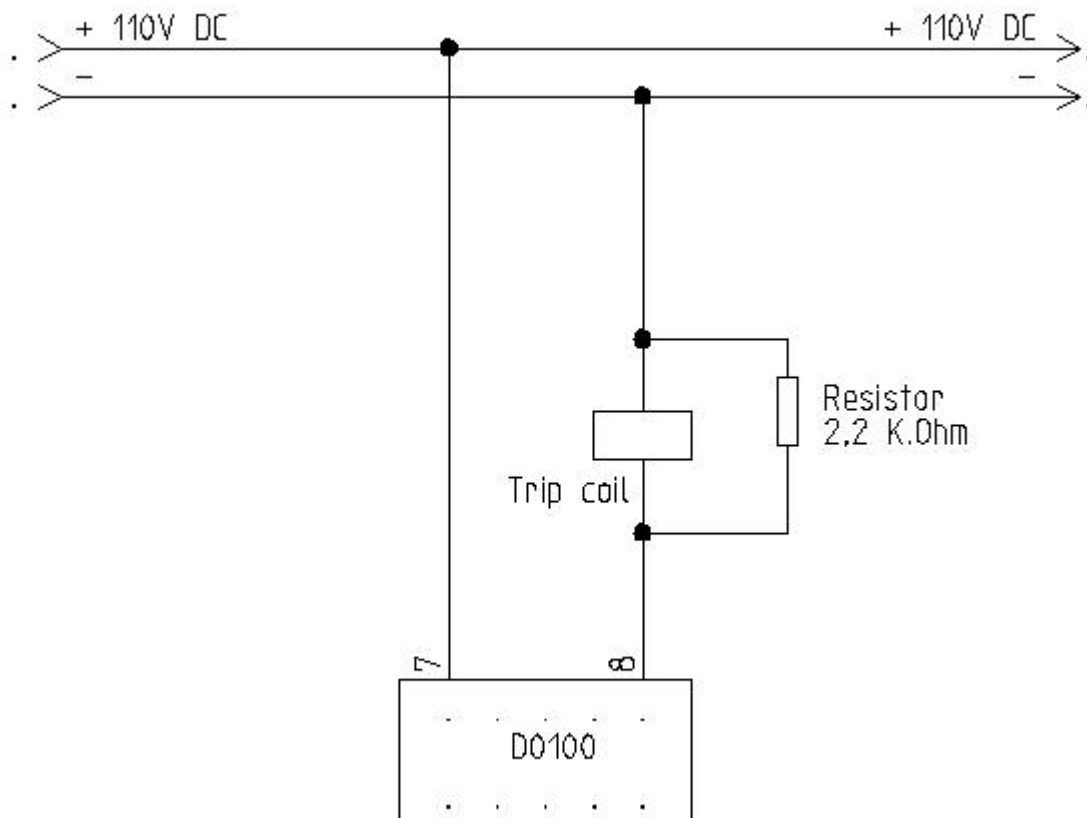 + 110V DC
+ 110V DC
-
-
Resistor
2,2 K.Ohm
Trip coil
7
8
DO100